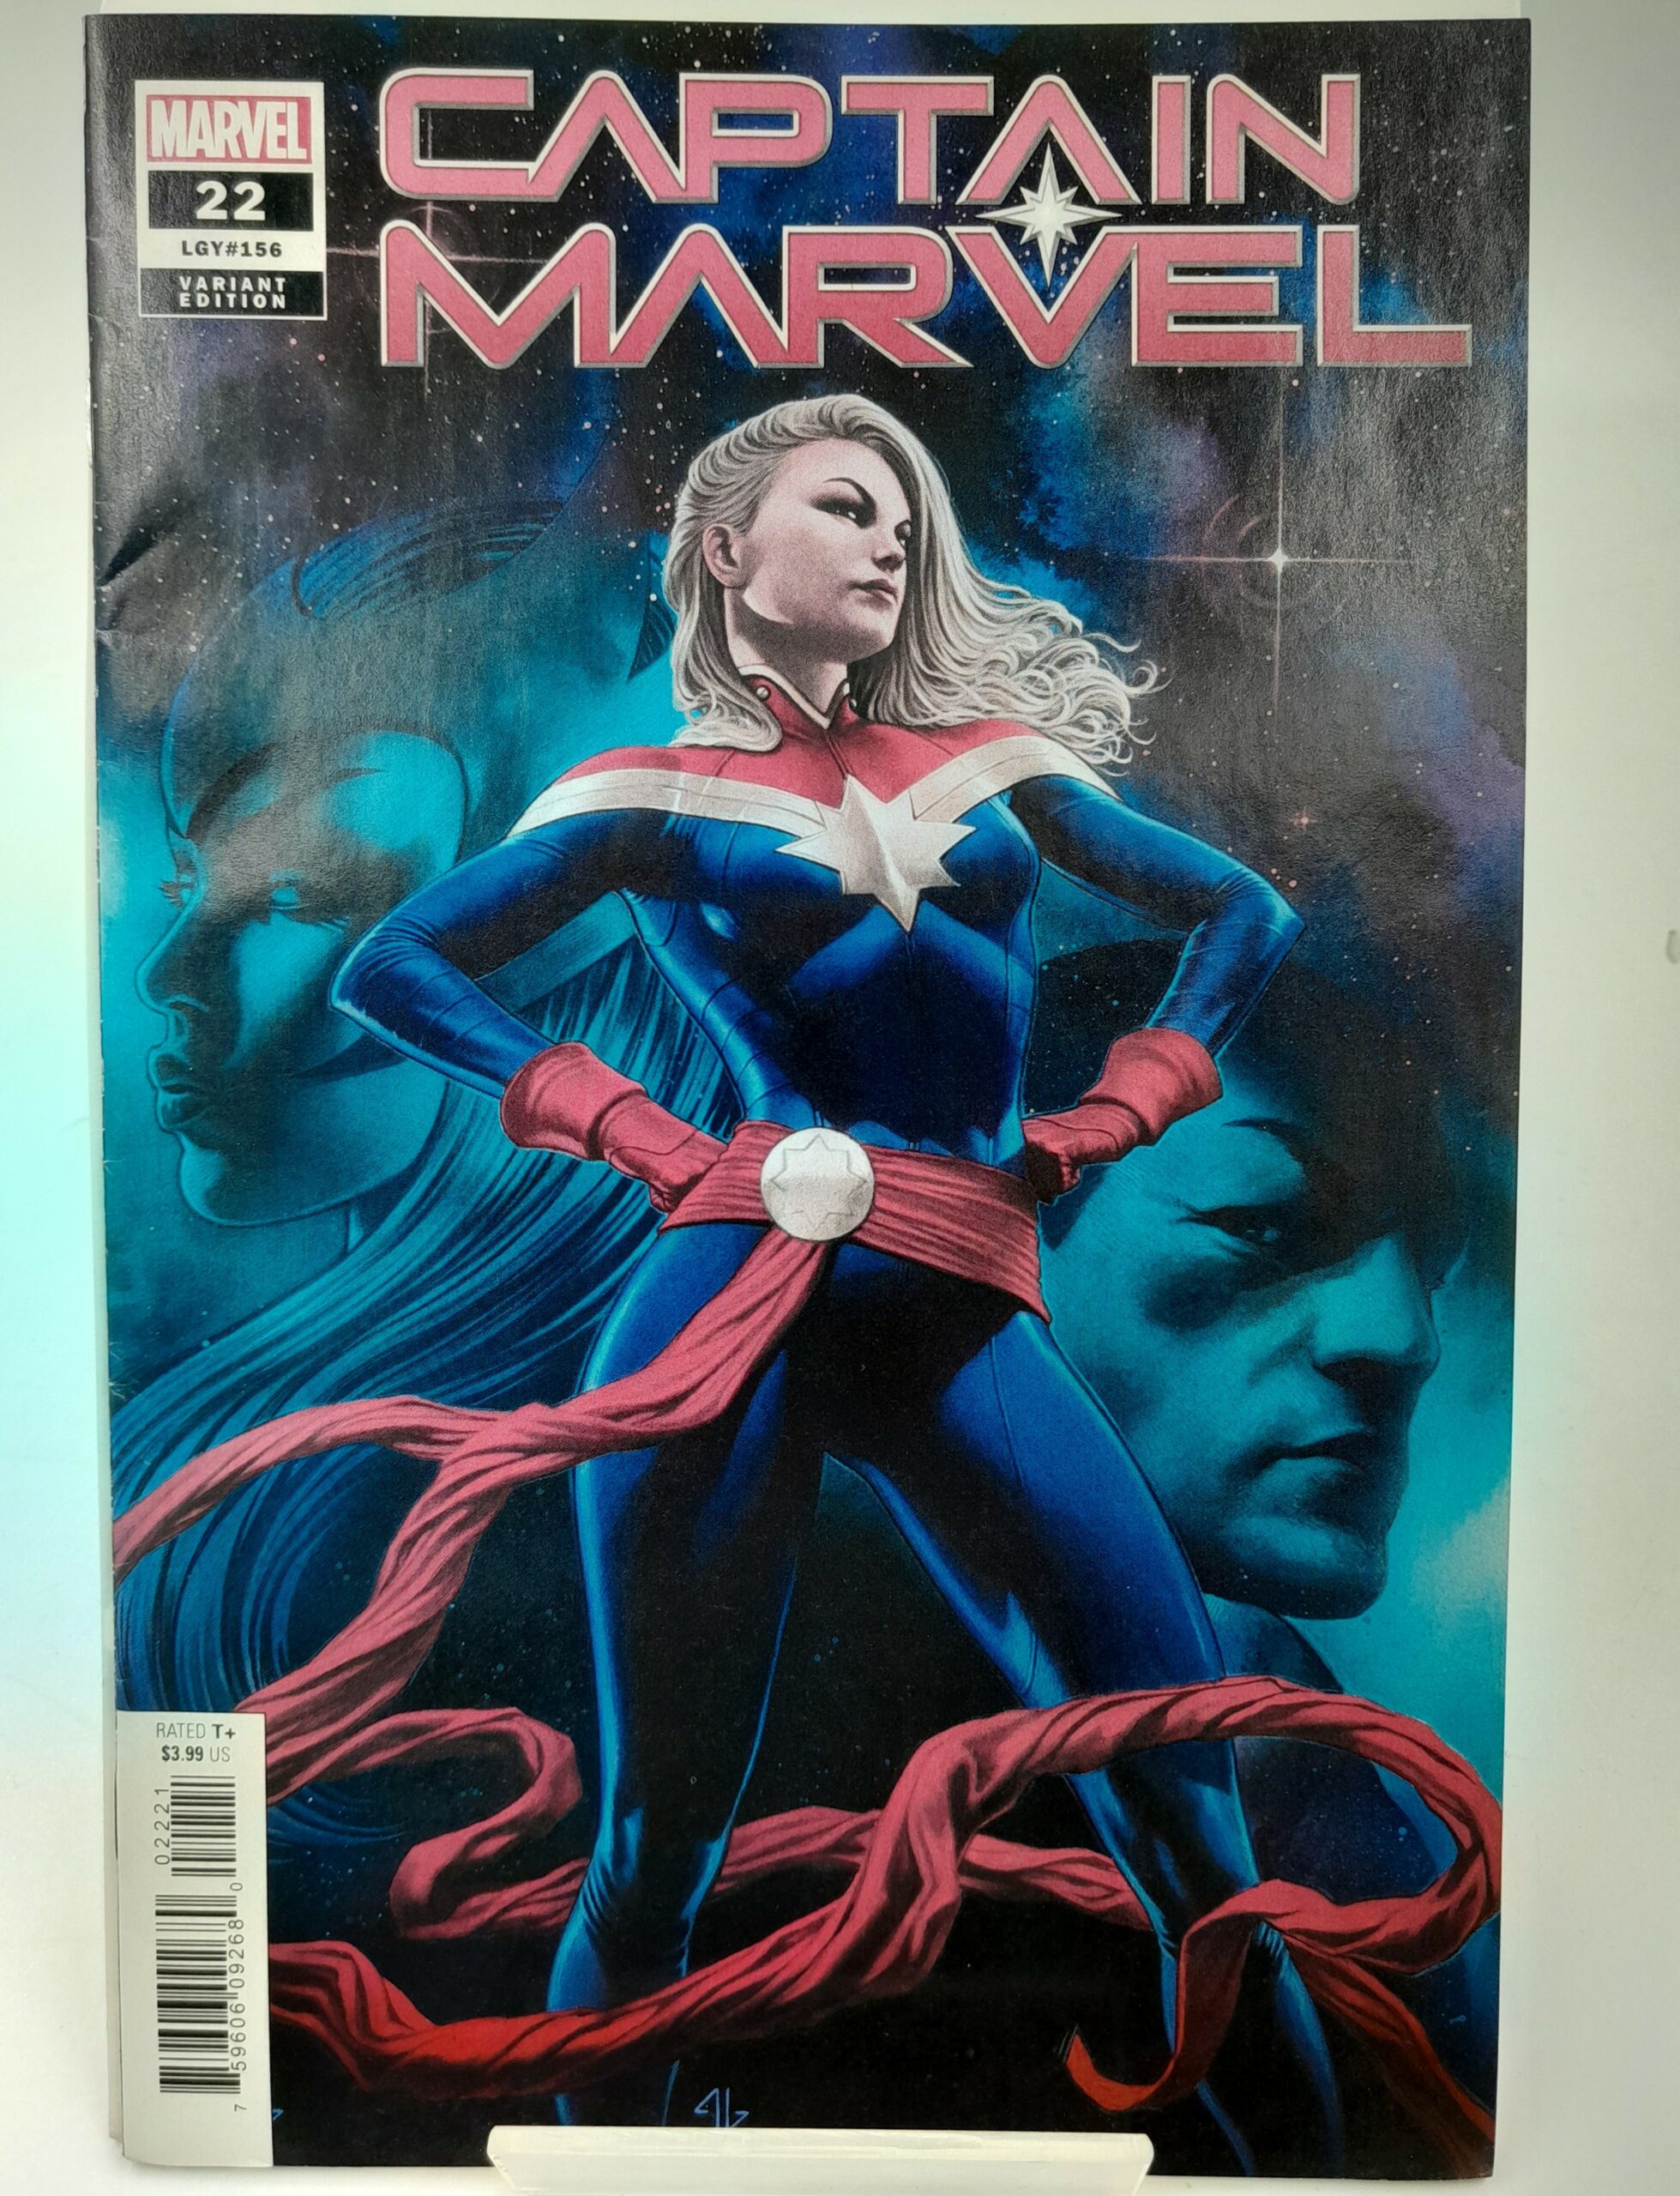 MARVEL
22
LGY#156
VARIANT
EDITION
CAPTAIN
MARVEL
RATED T+
$3.99 US
02221
7 59606 09268 0